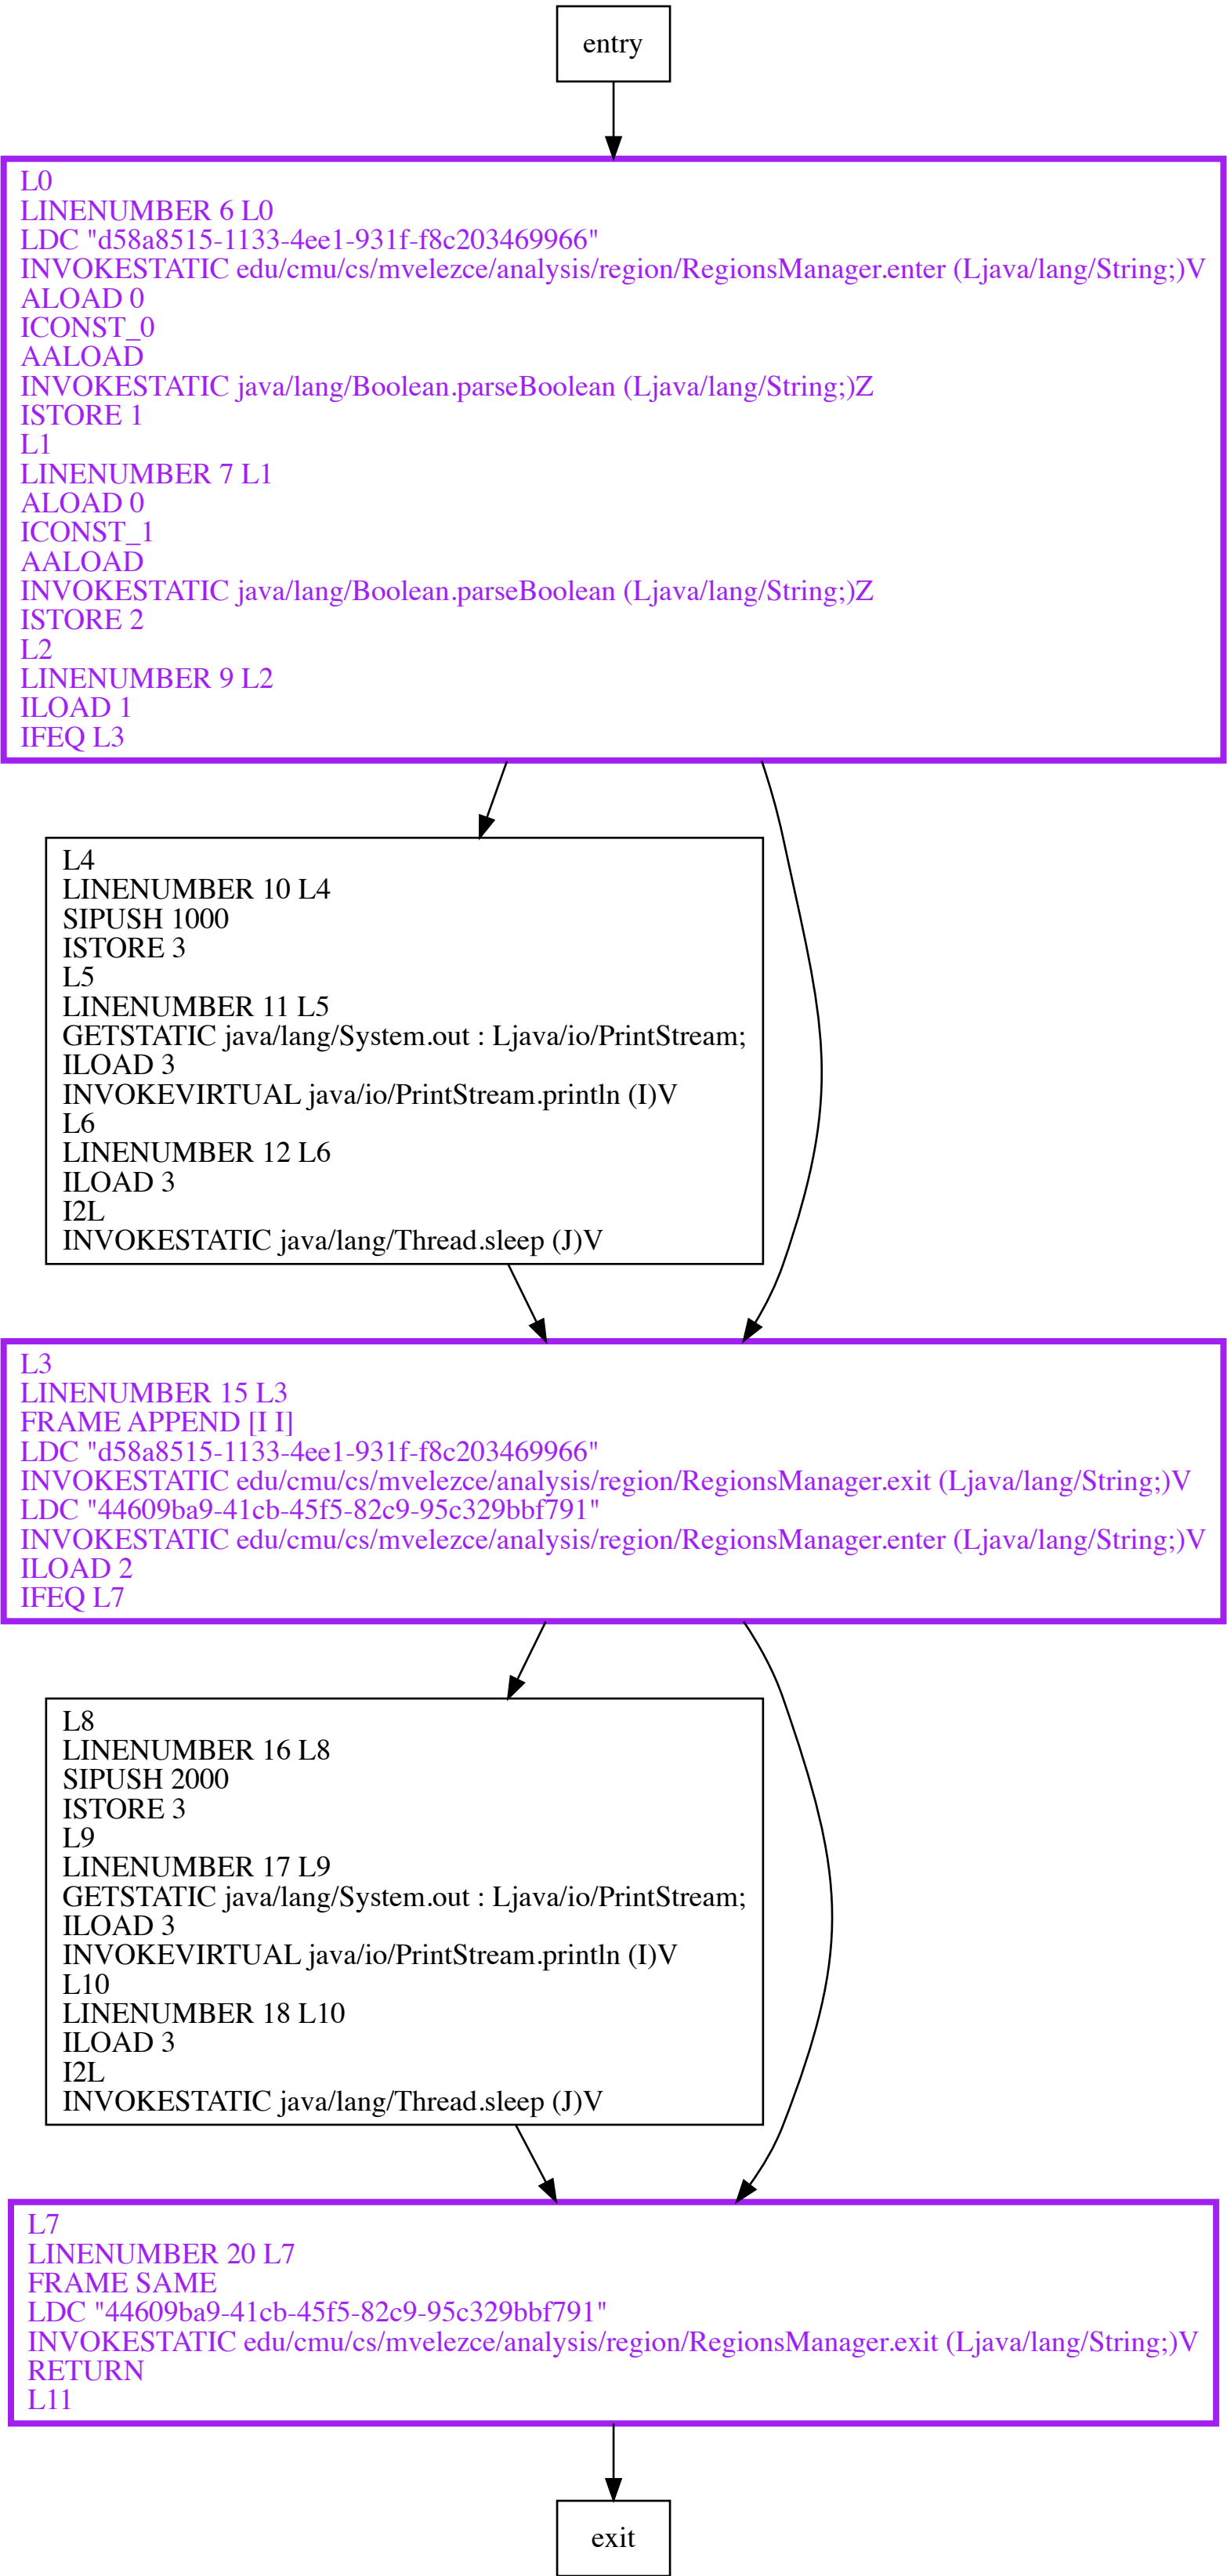 entry
L0
LINENUMBER 6 L0
LDC "d58a8515-1133-4ee1-931f-f8c203469966"
INVOKESTATIC edu/cmu/cs/mvelezce/analysis/region/RegionsManager.enter (Ljava/lang/String;)V
ALOAD 0
ICONST_0
AALOAD
INVOKESTATIC java/lang/Boolean.parseBoolean (Ljava/lang/String;)Z
ISTORE 1
L1
LINENUMBER 7 L1
ALOAD 0
ICONST_1
AALOAD
INVOKESTATIC java/lang/Boolean.parseBoolean (Ljava/lang/String;)Z
ISTORE 2
L2
LINENUMBER 9 L2
ILOAD 1
IFEQ L3
L4
LINENUMBER 10 L4
SIPUSH 1000
ISTORE 3
L5
LINENUMBER 11 L5
GETSTATIC java/lang/System.out : Ljava/io/PrintStream;
ILOAD 3
INVOKEVIRTUAL java/io/PrintStream.println (I)V
L6
LINENUMBER 12 L6
ILOAD 3
I2L
INVOKESTATIC java/lang/Thread.sleep (J)V
L3
LINENUMBER 15 L3
FRAME APPEND [I I]
LDC "d58a8515-1133-4ee1-931f-f8c203469966"
INVOKESTATIC edu/cmu/cs/mvelezce/analysis/region/RegionsManager.exit (Ljava/lang/String;)V
LDC "44609ba9-41cb-45f5-82c9-95c329bbf791"
INVOKESTATIC edu/cmu/cs/mvelezce/analysis/region/RegionsManager.enter (Ljava/lang/String;)V
ILOAD 2
IFEQ L7
L8
LINENUMBER 16 L8
SIPUSH 2000
ISTORE 3
L9
LINENUMBER 17 L9
GETSTATIC java/lang/System.out : Ljava/io/PrintStream;
ILOAD 3
INVOKEVIRTUAL java/io/PrintStream.println (I)V
L10
LINENUMBER 18 L10
ILOAD 3
I2L
INVOKESTATIC java/lang/Thread.sleep (J)V
L7
LINENUMBER 20 L7
FRAME SAME
LDC "44609ba9-41cb-45f5-82c9-95c329bbf791"
INVOKESTATIC edu/cmu/cs/mvelezce/analysis/region/RegionsManager.exit (Ljava/lang/String;)V
RETURN
L11
exit